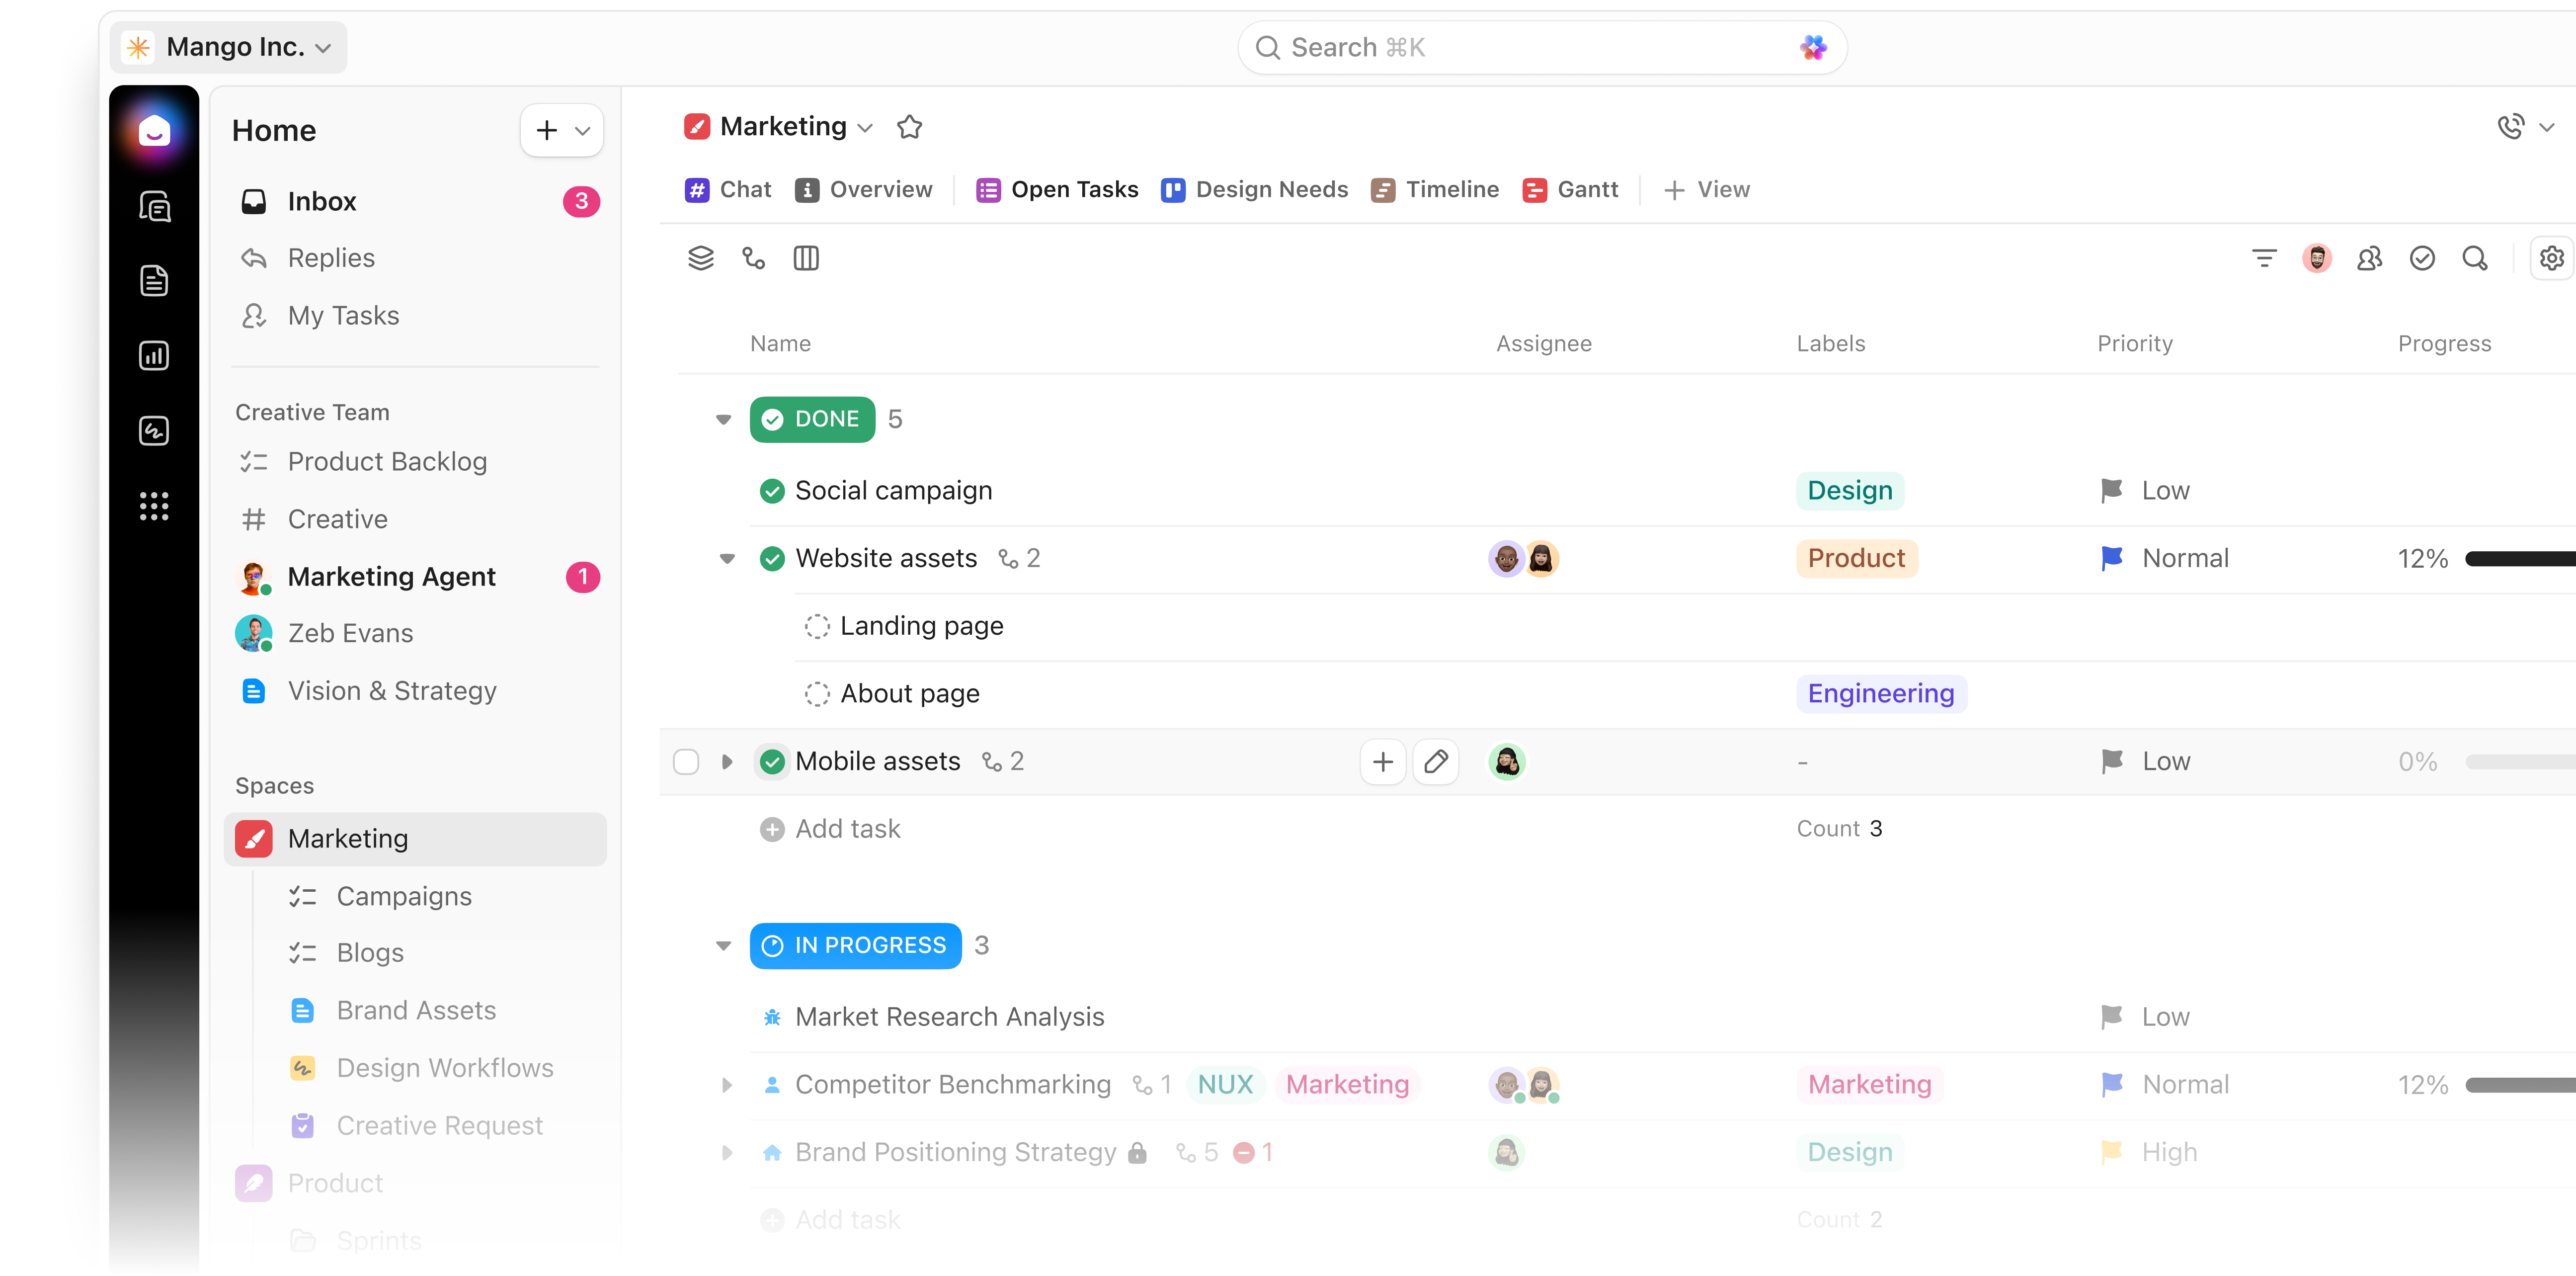 Mango Inc.
Search ⌘K
Home
Inbox 3
Replies
My Tasks
Creative Team
Product Backlog
Creative
Marketing Agent 1
Zeb Evans
Vision & Strategy
Spaces
Marketing
Campaigns
Blogs
Brand Assets
Design Workflows
Creative Request
Product
Sprints
Marketing
Chat Overview Open Tasks Design Needs Timeline Gantt + View
Name Assignee Labels Priority Progress
DONE 5
Social campaign Design Low
Website assets 2 Product Normal 12%
Landing page
About page Engineering
Mobile assets 2 - Low 0%
Add task Count 3
IN PROGRESS 3
Market Research Analysis Low
Competitor Benchmarking 1 NUX Marketing Marketing Normal 12%
Brand Positioning Strategy 5 1 Design High
Add task Count 2